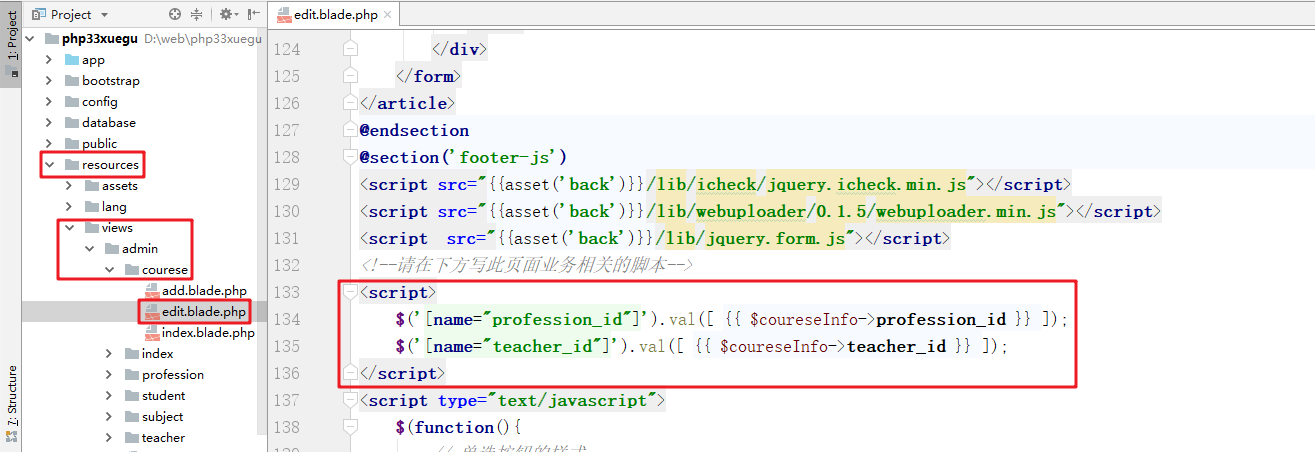 1: Project
7: Structure
Project
php33xuegu D:\web\php33xuegu
app
bootstrap
config
database
public
resources
assets
lang
views
admin
courese
add.blade.php
edit.blade.php
index.blade.php
index
profession
student
subject
teacher
edit.blade.php
124 </div>
125 </form>
126 </article>
127 @endsection
128 @section('footer-js')
129 <script src="{{asset('back')}}/lib/icheck/jquery.icheck.min.js"></script>
130 <script src="{{asset('back')}}/lib/webuploader/0.1.5/webuploader.min.js"></script>
131 <script  src="{{asset('back')}}/lib/jquery.form.js"></script>
132 <!--请在下方写此页面业务相关的脚本-->
133 <script>
134 $('[name="profession_id"]').val([ {{ $coureseInfo->profession_id }} ]);
135 $('[name="teacher_id"]').val([ {{ $coureseInfo->teacher_id }} ]);
136 </script>
137 <script type="text/javascript">
138 $(function(){